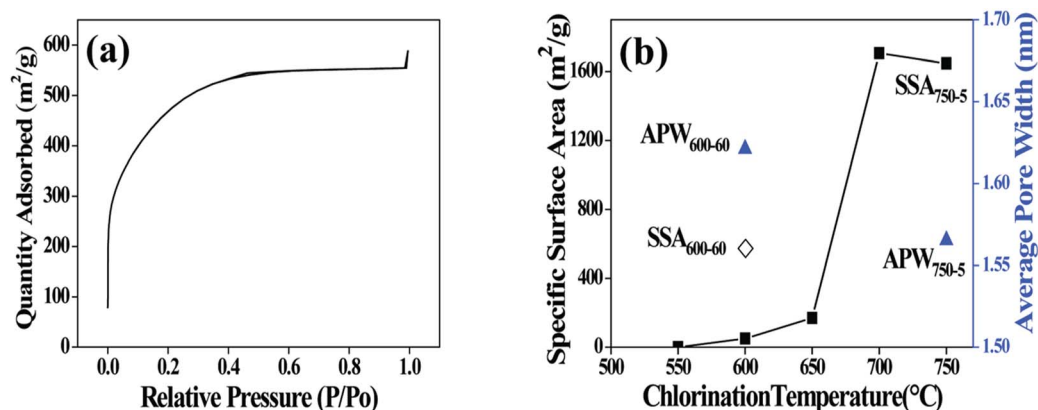 (a)
600
500
400
300
200
100
0
Quantity Adsorbed (m²/g)
0.0 0.2 0.4 0.6 0.8 1.0
Relative Pressure (P/Po)
(b)
1600
1200
800
400
0
Specific Surface Area (m²/g)
APW600-60
SSA600-60
SSA750-5
APW750-5
1.70
1.65
1.60
1.55
1.50
Average Pore Width (nm)
500 550 600 650 700 750
ChlorinationTemperature(°C)